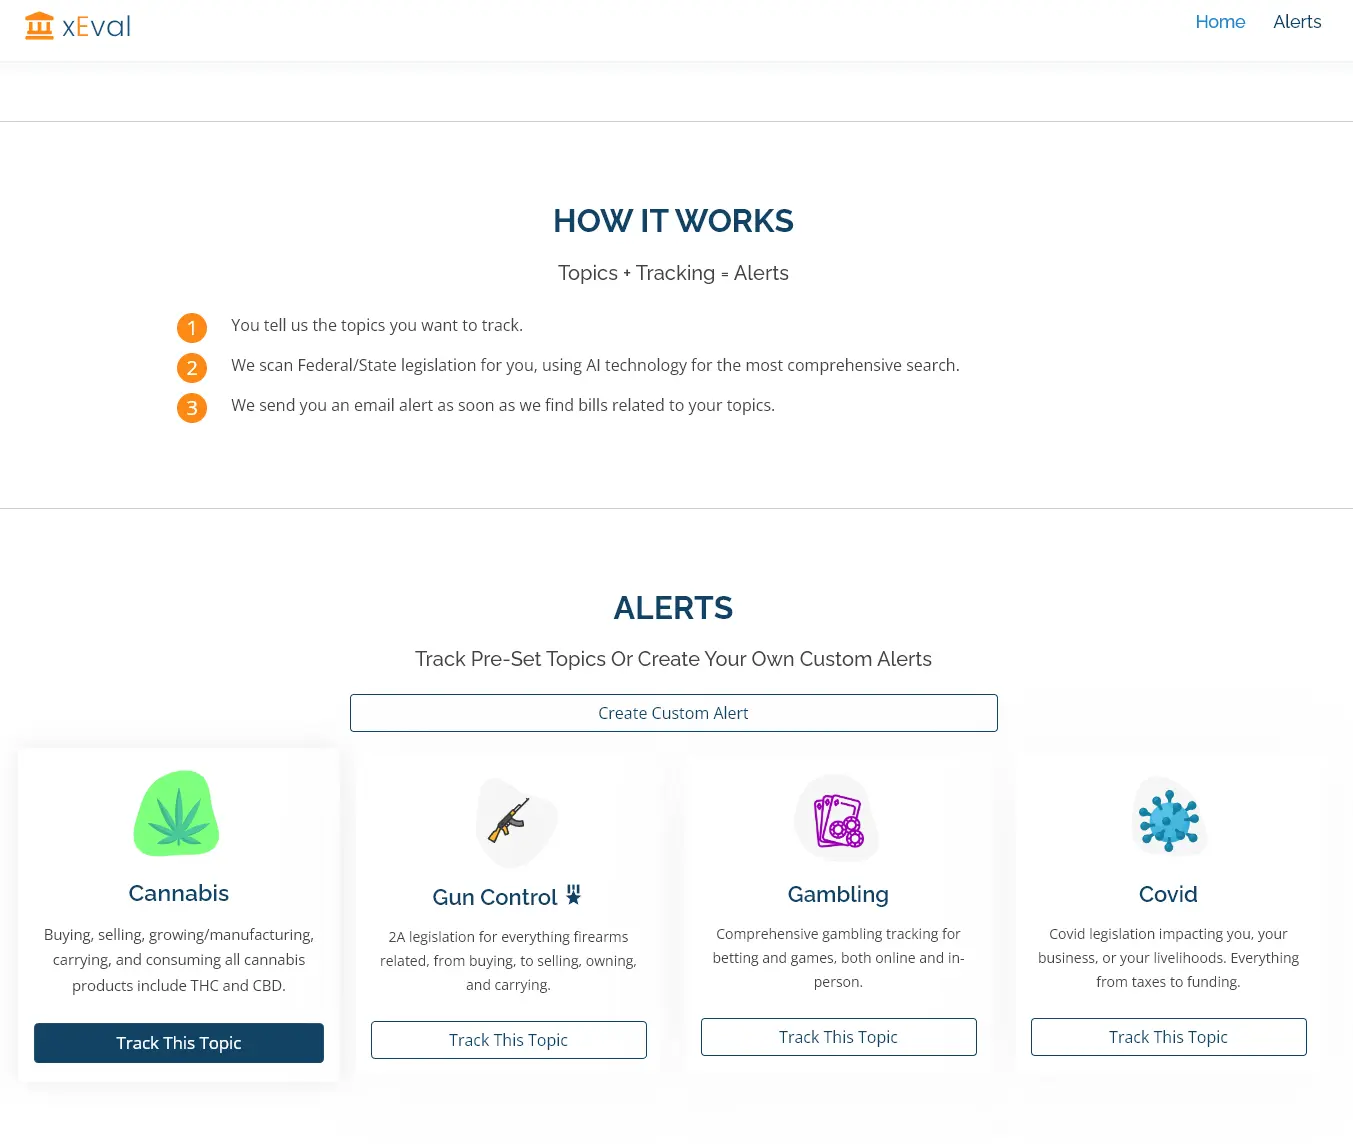 xEval
Home
Alerts
HOW IT WORKS
Topics + Tracking = Alerts
1 You tell us the topics you want to track.
2 We scan Federal/State legislation for you, using AI technology for the most comprehensive search.
3 We send you an email alert as soon as we find bills related to your topics.
ALERTS
Track Pre-Set Topics Or Create Your Own Custom Alerts
Create Custom Alert
Cannabis
Buying, selling, growing/manufacturing,
carrying, and consuming all cannabis
products include THC and CBD.
Track This Topic
Gun Control
2A legislation for everything firearms
related, from buying, to selling, owning,
and carrying.
Track This Topic
Gambling
Comprehensive gambling tracking for
betting and games, both online and in-
person.
Track This Topic
Covid
Covid legislation impacting you, your
business, or your livelihoods. Everything
from taxes to funding.
Track This Topic